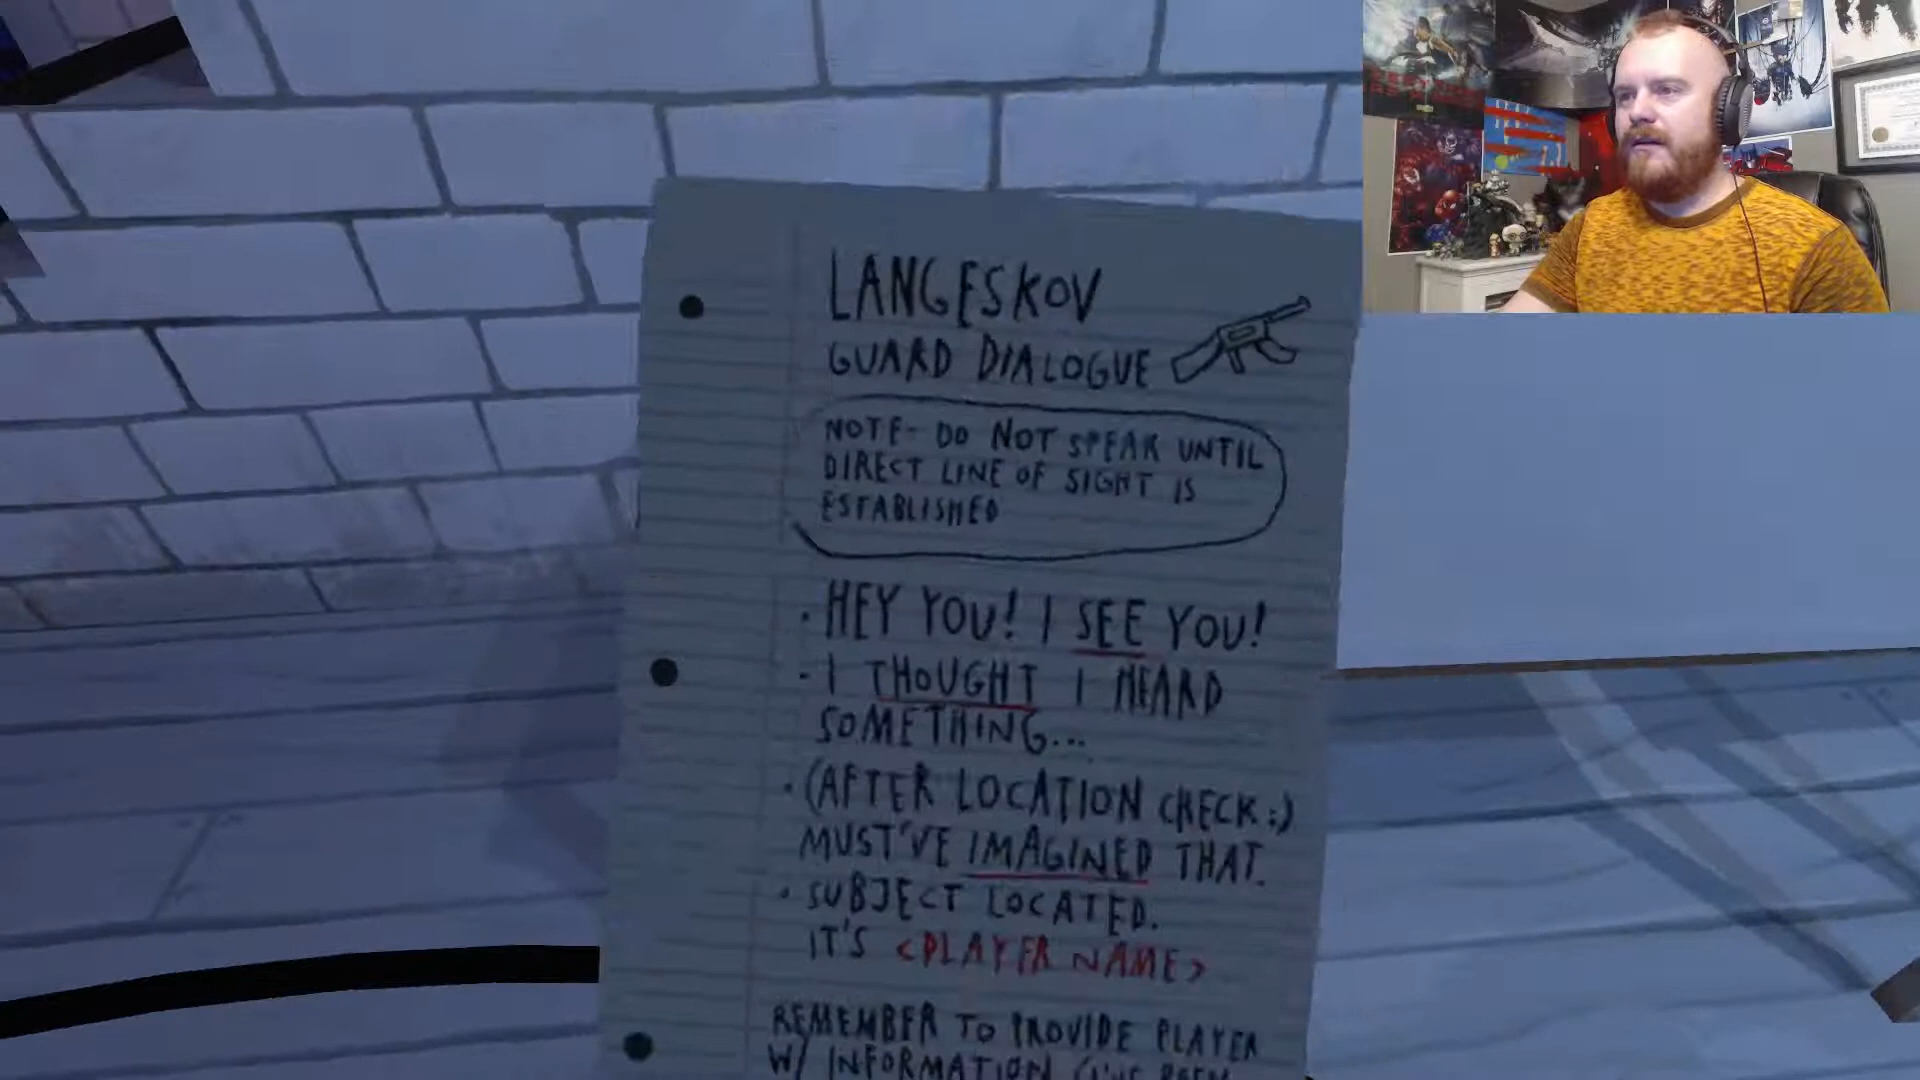 LANGESKOV
GUARD DIALOGUE
NOTE- DO NOT SPEAK UNTIL
DIRECT LINE OF SIGHT IS
ESTABLISHED
· HEY YOU! I SEE YOU!
· I THOUGHT I HEARD
SOMETHING...
· (AFTER LOCATION CHECK:)
MUST'VE IMAGINED THAT.
· SUBJECT LOCATED.
IT'S <PLAYER NAME>
REMEMBER TO PROVIDE PLAYER
W/ INFORMATION